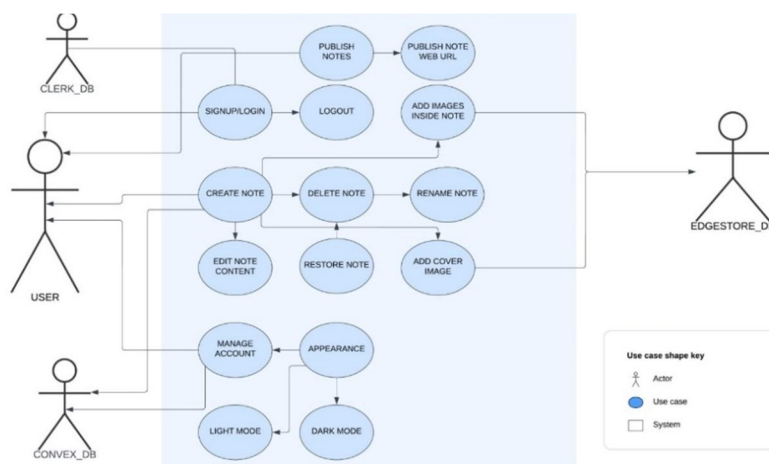 PUBLISH
NOTES
PUBLISH NOTE
WEB URL
CLERK_DB
SIGNUP/LOGIN
LOGOUT
ADD IMAGES
INSIDE NOTE
CREATE NOTE
DELETE NOTE
RENAME NOTE
EDGESTORE_D
EDIT NOTE
CONTENT
RESTORE NOTE
ADD COVER
IMAGE
USER
MANAGE
ACCOUNT
APPEARANCE
LIGHT MODE
DARK MODE
CONVEX_DB
Use case shape key
Actor
Use case
System